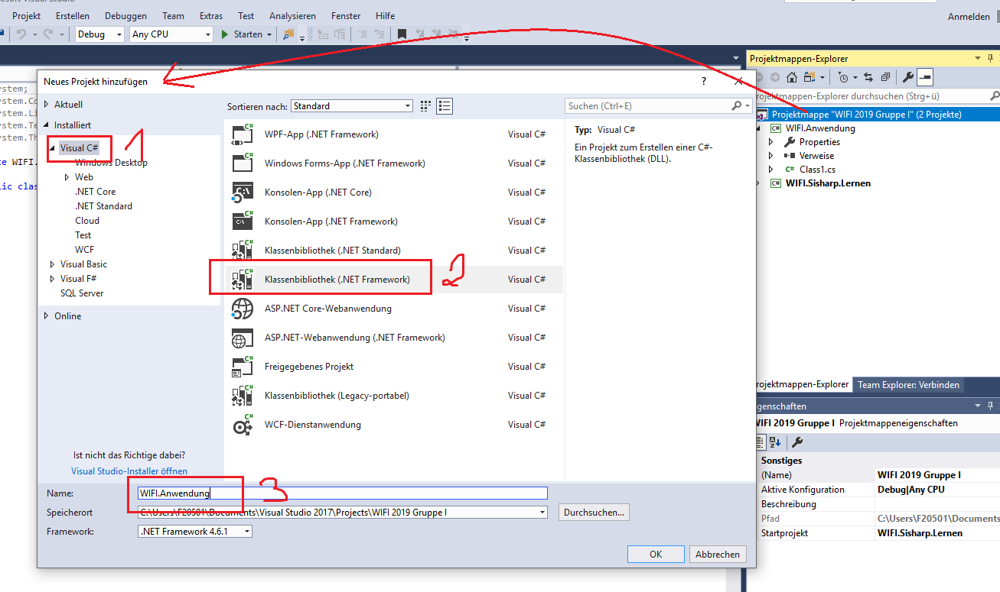 Microsoft Visual Studio
Projekt Erstellen Debuggen Team Extras Test Analysieren Fenster Hilfe
Anmelden
Debug Any CPU Starten
Projektmappen-Explorer
Neues Projekt hinzufügen ?
Projektmappen-Explorer durchsuchen (Strg+ü)
ystem;
ystem.Co
ystem.Li
ystem.Te
ystem.Th
e WIFI.
lic clas
Aktuell
Installiert
Visual C#
1
Windows Desktop
Web
.NET Core
.NET Standard
Cloud
Test
WCF
Visual Basic
Visual F#
SQL Server
Online
Ist nicht das Richtige dabei?
Visual Studio-Installer öffnen
Sortieren nach: Standard
Suchen (Ctrl+E)
WPF-App (.NET Framework) Visual C#
Windows Forms-App (.NET Framework) Visual C#
Konsolen-App (.NET Core) Visual C#
Konsolen-App (.NET Framework) Visual C#
Klassenbibliothek (.NET Standard) Visual C#
Klassenbibliothek (.NET Framework) 2 Visual C#
ASP.NET Core-Webanwendung Visual C#
ASP.NET-Webanwendung (.NET Framework) Visual C#
Freigegebenes Projekt Visual C#
Klassenbibliothek (Legacy-portabel) Visual C#
WCF-Dienstanwendung Visual C#
Typ: Visual C#
Ein Projekt zum Erstellen einer C#-
Klassenbibliothek (DLL).
Name: WIFI.Anwendung 3
Speicherort C:\Users\F20501\Documents\Visual Studio 2017\Projects\WIFI 2019 Gruppe I Durchsuchen...
Framework: .NET Framework 4.6.1
OK Abbrechen
Projektmappe "WIFI 2019 Gruppe I" (2 Projekte)
WIFI.Anwendung
Properties
Verweise
Class1.cs
WIFI.Sisharp.Lernen
rojektmappen-Explorer Team Explorer: Verbinden
igenschaften
WIFI 2019 Gruppe I Projektmappeneigenschaften
Sonstiges
(Name) WIFI 2019 Gruppe I
Aktive Konfiguration Debug|Any CPU
Beschreibung
Pfad C:\Users\F20501\Documents
Startprojekt WIFI.Sisharp.Lernen